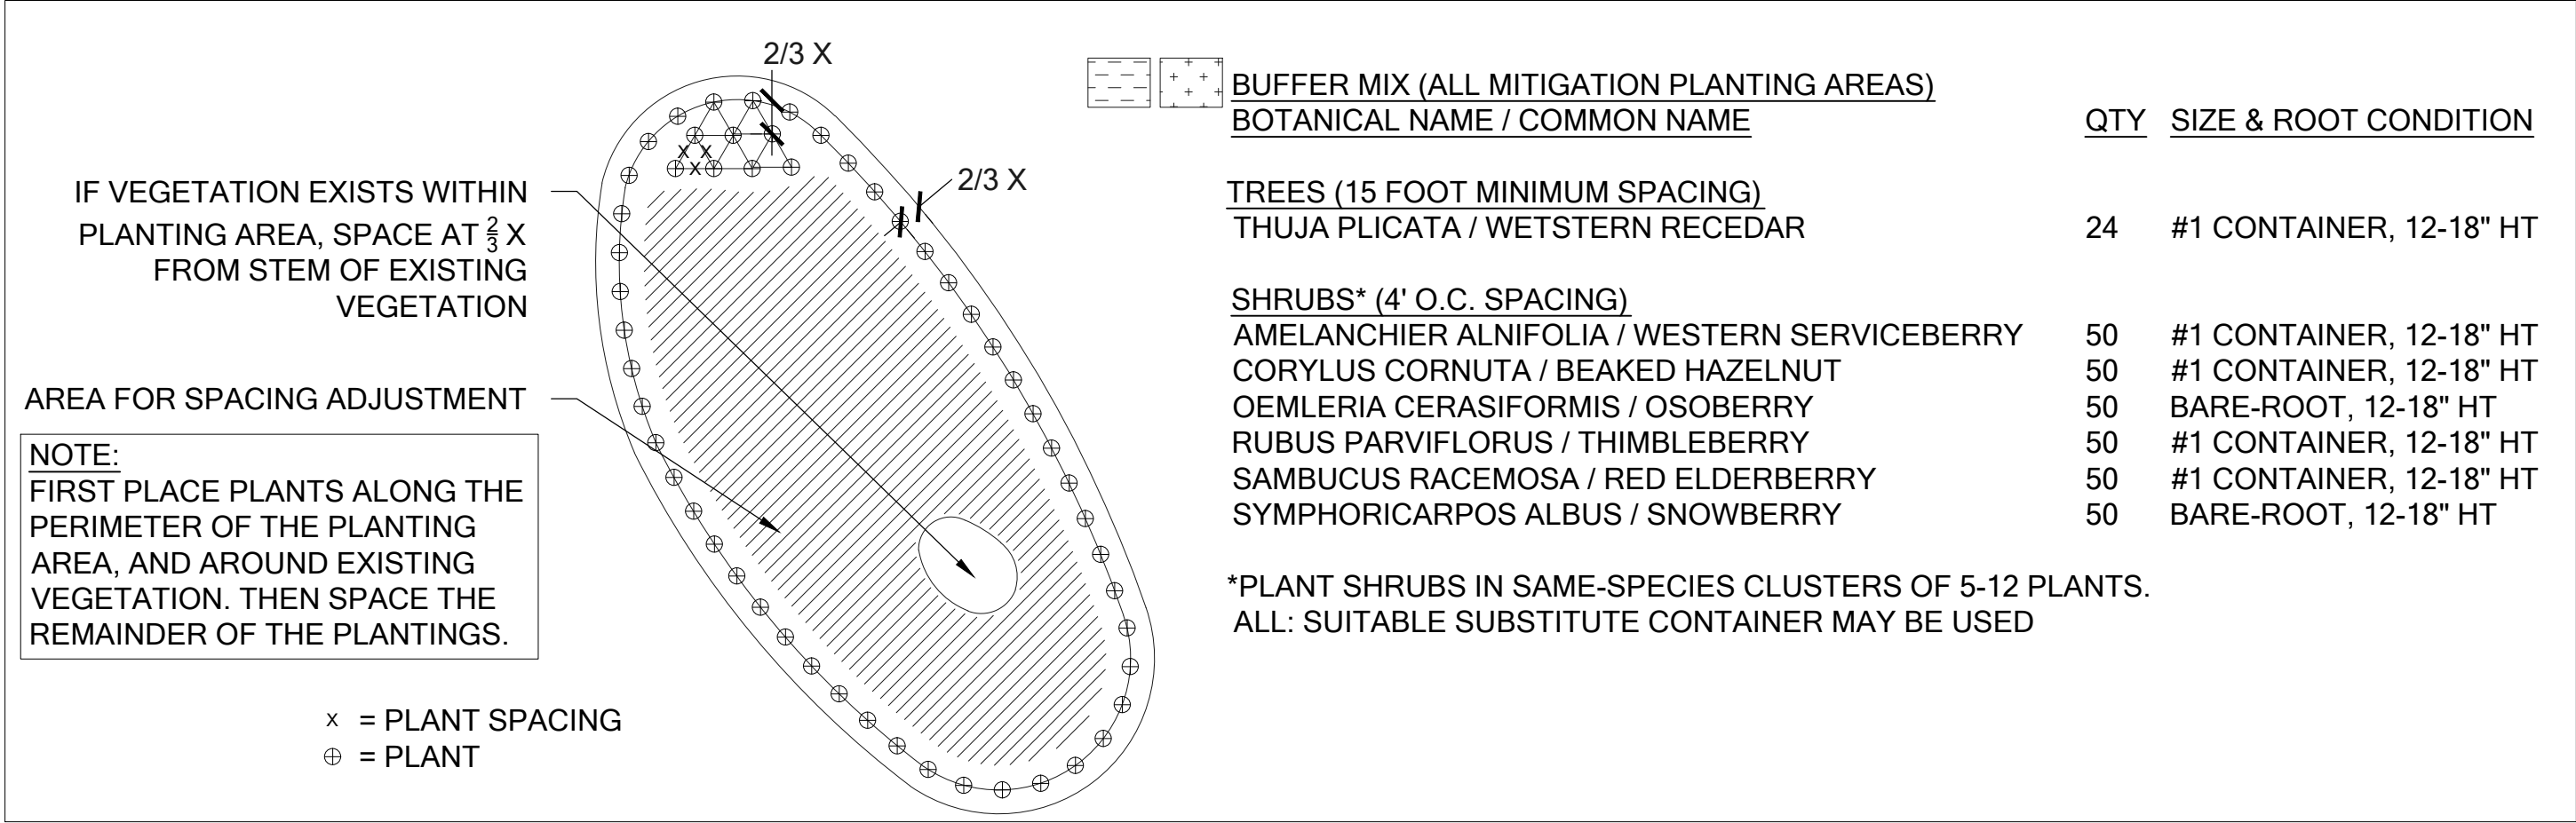 2/3 X
2/3 X
IF VEGETATION EXISTS WITHIN
PLANTING AREA, SPACE AT 2/3 X
FROM STEM OF EXISTING
VEGETATION
AREA FOR SPACING ADJUSTMENT
NOTE:
FIRST PLACE PLANTS ALONG THE
PERIMETER OF THE PLANTING
AREA, AND AROUND EXISTING
VEGETATION. THEN SPACE THE
REMAINDER OF THE PLANTINGS.
x = PLANT SPACING
⊕ = PLANT
X X
X
BUFFER MIX (ALL MITIGATION PLANTING AREAS)
BOTANICAL NAME / COMMON NAME QTY SIZE & ROOT CONDITION
TREES (15 FOOT MINIMUM SPACING)
THUJA PLICATA / WETSTERN RECEDAR 24 #1 CONTAINER, 12-18" HT
SHRUBS* (4' O.C. SPACING)
AMELANCHIER ALNIFOLIA / WESTERN SERVICEBERRY 50 #1 CONTAINER, 12-18" HT
CORYLUS CORNUTA / BEAKED HAZELNUT 50 #1 CONTAINER, 12-18" HT
OEMLERIA CERASIFORMIS / OSOBERRY 50 BARE-ROOT, 12-18" HT
RUBUS PARVIFLORUS / THIMBLEBERRY 50 #1 CONTAINER, 12-18" HT
SAMBUCUS RACEMOSA / RED ELDERBERRY 50 #1 CONTAINER, 12-18" HT
SYMPHORICARPOS ALBUS / SNOWBERRY 50 BARE-ROOT, 12-18" HT
*PLANT SHRUBS IN SAME-SPECIES CLUSTERS OF 5-12 PLANTS.
ALL: SUITABLE SUBSTITUTE CONTAINER MAY BE USED